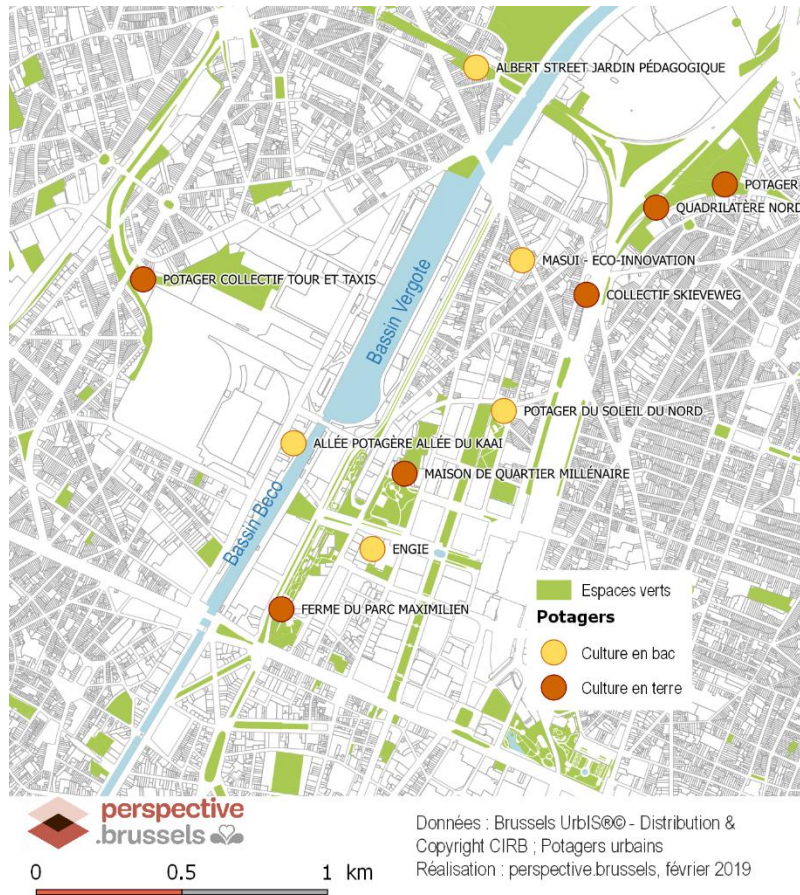 ALBERT STREET JARDIN PÉDAGOGIQUE
POTAGER
QUADRILATÈRE NORD
MASUI - ECO-INNOVATION
POTAGER COLLECTIF TOUR ET TAXIS
COLLECTIF SKIEVEWEG
Bassin Vergote
POTAGER DU SOLEIL DU NORD
ALLÉE POTAGÈRE ALLÉE DU KAAI
MAISON DE QUARTIER MILLÉNAIRE
Bassin Beco
ENGIE
FERME DU PARC MAXIMILIEN
Espaces verts
Potagers
Culture en bac
Culture en terre
perspective
.brussels
Données : Brussels UrbIS®© - Distribution &
Copyright CIRB ; Potagers urbains
Réalisation : perspective.brussels, février 2019
0 0.5 1 km